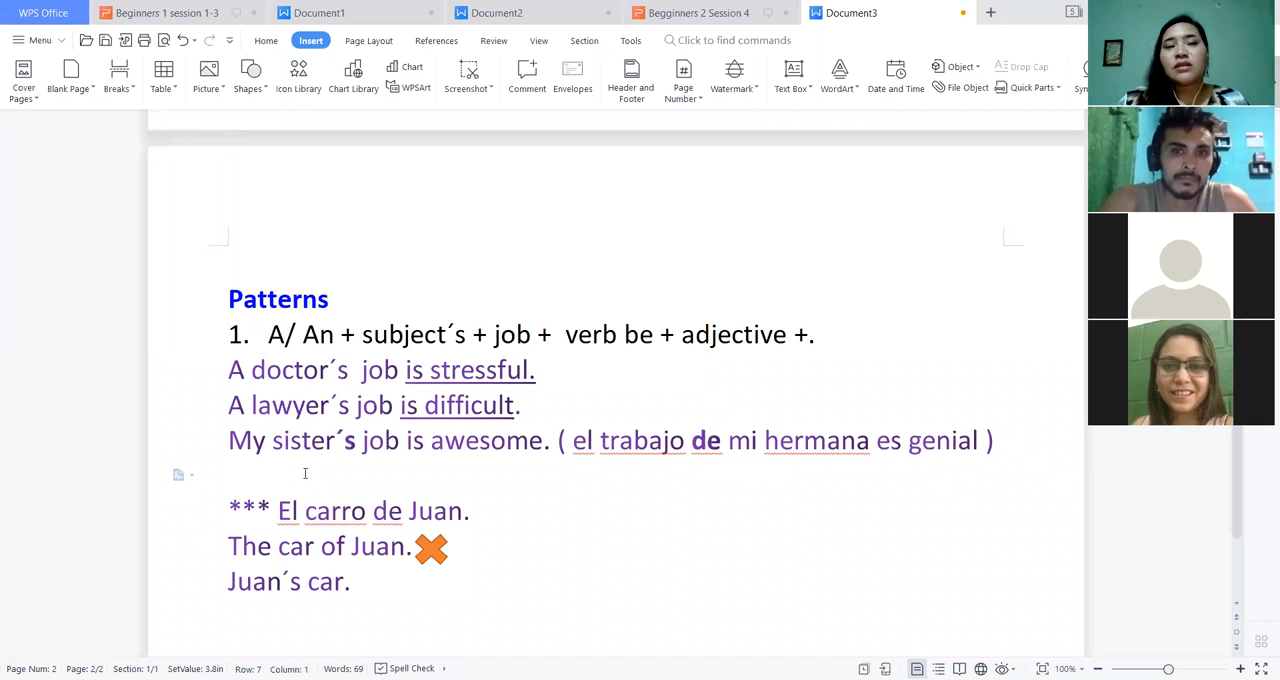 WPS Office Begginers 1 session 1-3 Document1 Document2 Begginers 2 Session 4 Document3 5
Menu Home Insert Page Layout References Review View Section Tools Click to find commands
Cover Pages Blank Page Breaks Table Picture Shapes Icon Library Chart Library Chart WPSArt Screenshot Comment Envelopes Header and Footer Page Number Watermark Text Box WordArt Date and Time Object File Object Drop Cap Quick Parts
Patterns
1. A/ An + subject´s + job + verb be + adjective +.
A doctor´s job is stressful.
A lawyer´s job is difficult.
My sister´s job is awesome. ( el trabajo de mi hermana es genial )
*** El carro de Juan.
The car of Juan.
Juan´s car.
Page Num: 2 Page: 2/2 Section: 1/1 SetValue: 3.8in Row: 7 Column: 1 Words: 69 Spell Check 100%